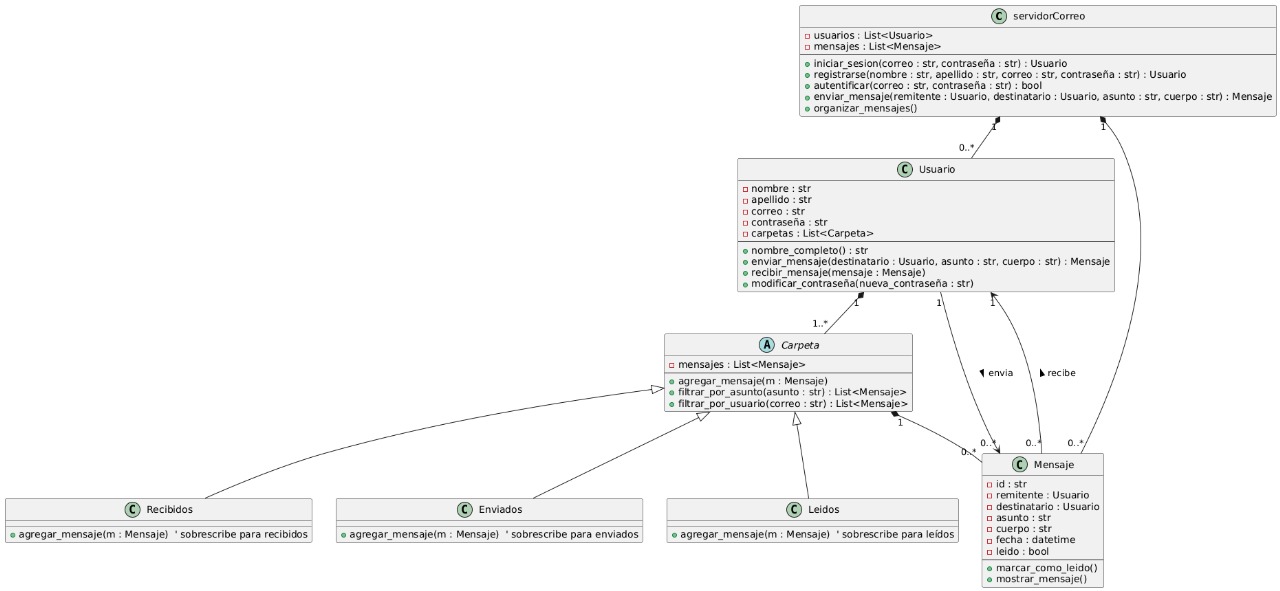 C servidorCorreo
usuarios : List<Usuario>
mensajes : List<Mensaje>
iniciar_sesion(correo : str, contraseña : str) : Usuario
registrarse(nombre : str, apellido : str, correo : str, contraseña : str) : Usuario
autentificar(correo : str, contraseña : str) : bool
enviar_mensaje(remitente : Usuario, destinatario : Usuario, asunto : str, cuerpo : str) : Mensaje
organizar_mensajes()
1
1
0..*
C Usuario
nombre : str
apellido : str
correo : str
contraseña : str
carpetas : List<Carpeta>
nombre_completo() : str
enviar_mensaje(destinatario : Usuario, asunto : str, cuerpo : str) : Mensaje
recibir_mensaje(mensaje : Mensaje)
modificar_contraseña(nueva_contraseña : str)
1
1
1
1..*
A Carpeta
mensajes : List<Mensaje>
agregar_mensaje(m : Mensaje)
filtrar_por_asunto(asunto : str) : List<Mensaje>
filtrar_por_usuario(correo : str) : List<Mensaje>
envia
recibe
1
0..*
0..*
0..*
0..*
C Mensaje
id : str
remitente : Usuario
destinatario : Usuario
asunto : str
cuerpo : str
fecha : datetime
leido : bool
marcar_como_leido()
mostrar_mensaje()
C Recibidos
agregar_mensaje(m : Mensaje) ' sobrescribe para recibidos
C Enviados
agregar_mensaje(m : Mensaje) ' sobrescribe para enviados
C Leidos
agregar_mensaje(m : Mensaje) ' sobrescribe para leídos